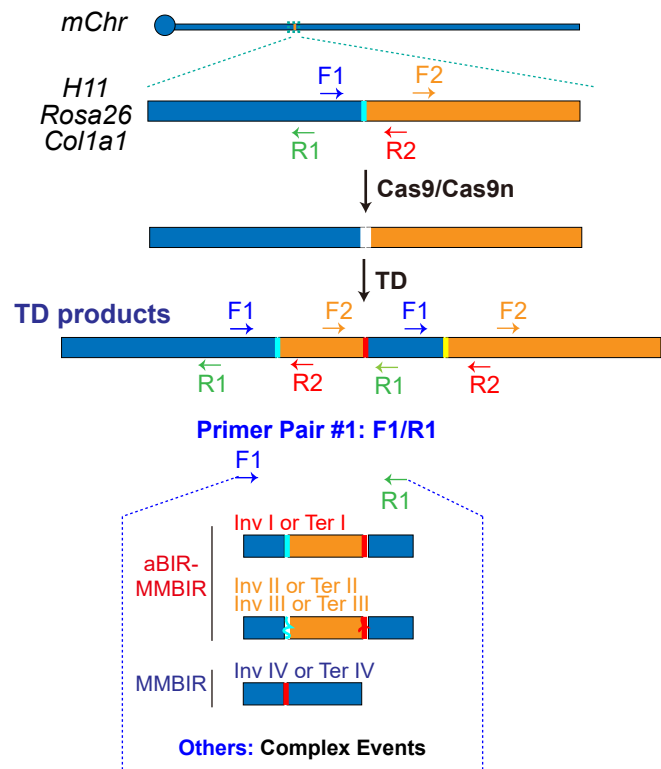 mChr
H11
Rosa26
Col1a1
F1
F2
R1
R2
Cas9/Cas9n
TD
TD products
F1
F2
F1
F2
R1
R2
R1
R2
Primer Pair #1: F1/R1
F1
R1
aBIR-
MMBIR
Inv I or Ter I
Inv II or Ter II
Inv III or Ter III
MMBIR
Inv IV or Ter IV
Others: Complex Events